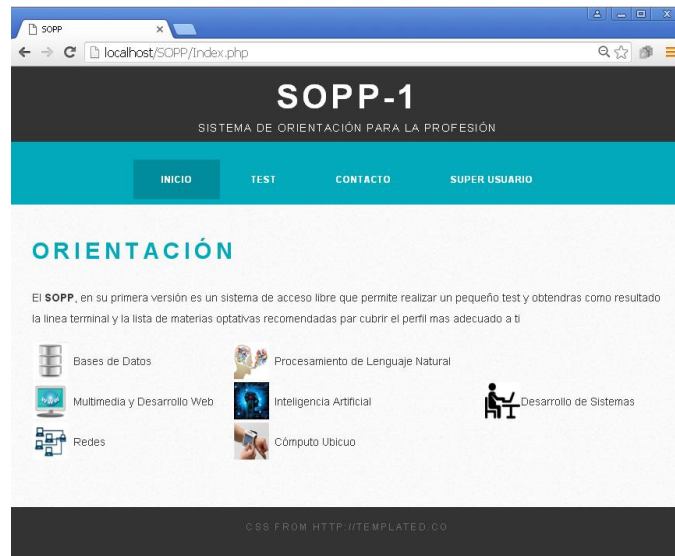 SOPP
localhost/SOPP/Index.php
SOPP-1
SISTEMA DE ORIENTACIÓN PARA LA PROFESIÓN
INICIO TEST CONTACTO SUPER USUARIO
ORIENTACIÓN
El SOPP, en su primera versión es un sistema de acceso libre que permite realizar un pequeño test y obtendras como resultado
la linea terminal y la lista de materias optativas recomendadas par cubrir el perfil mas adecuado a ti
Bases de Datos Procesamiento de Lenguaje Natural
Multimedia y Desarrollo Web Inteligencia Artificial Desarrollo de Sistemas
Redes Cómputo Ubicuo
CSS FROM HTTP://TEMPLATED.CO